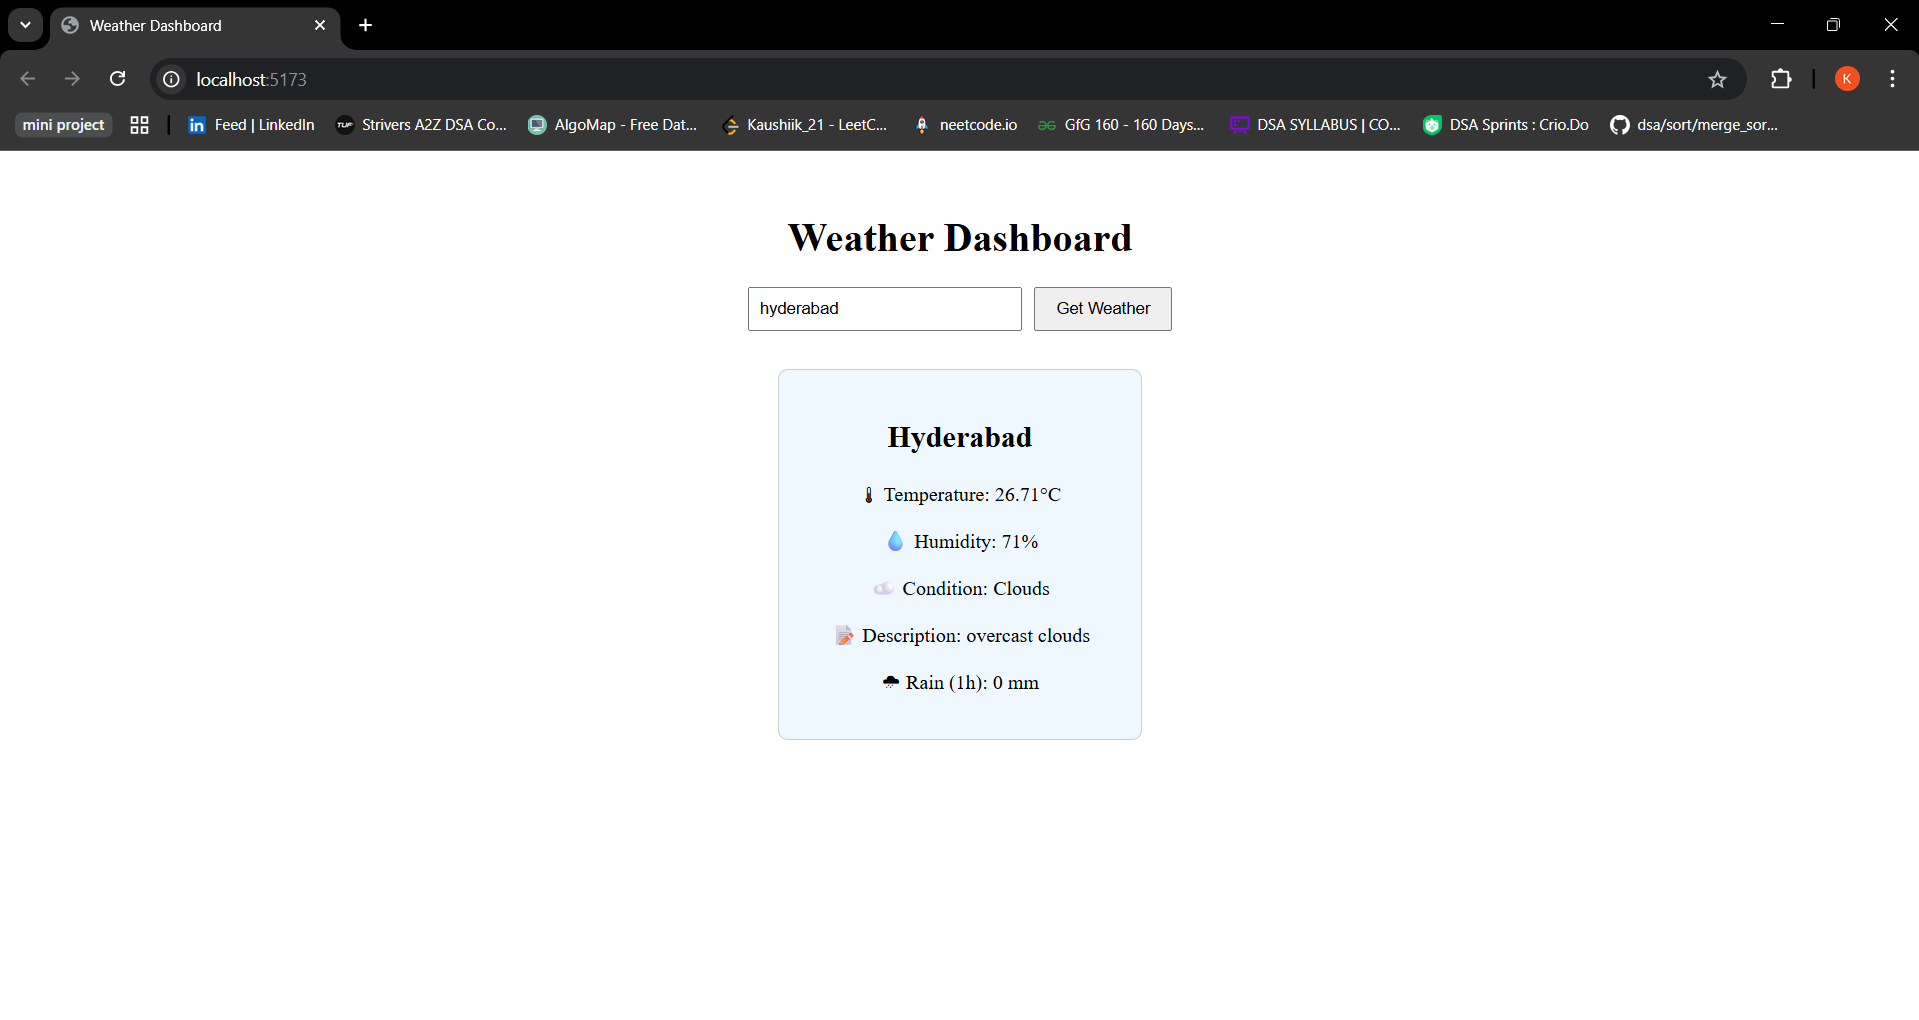 Weather Dashboard
localhost:5173
mini project Feed | LinkedIn TUF Strivers A2Z DSA Co... AlgoMap - Free Dat... Kaushiik_21 - LeetC... neetcode.io GfG 160 - 160 Days... DSA SYLLABUS | CO... DSA Sprints : Crio.Do dsa/sort/merge_sor...
K
Weather Dashboard
hyderabad Get Weather
Hyderabad
🌡 Temperature: 26.71°C
💧 Humidity: 71%
☁️ Condition: Clouds
📝 Description: overcast clouds
🌧 Rain (1h): 0 mm